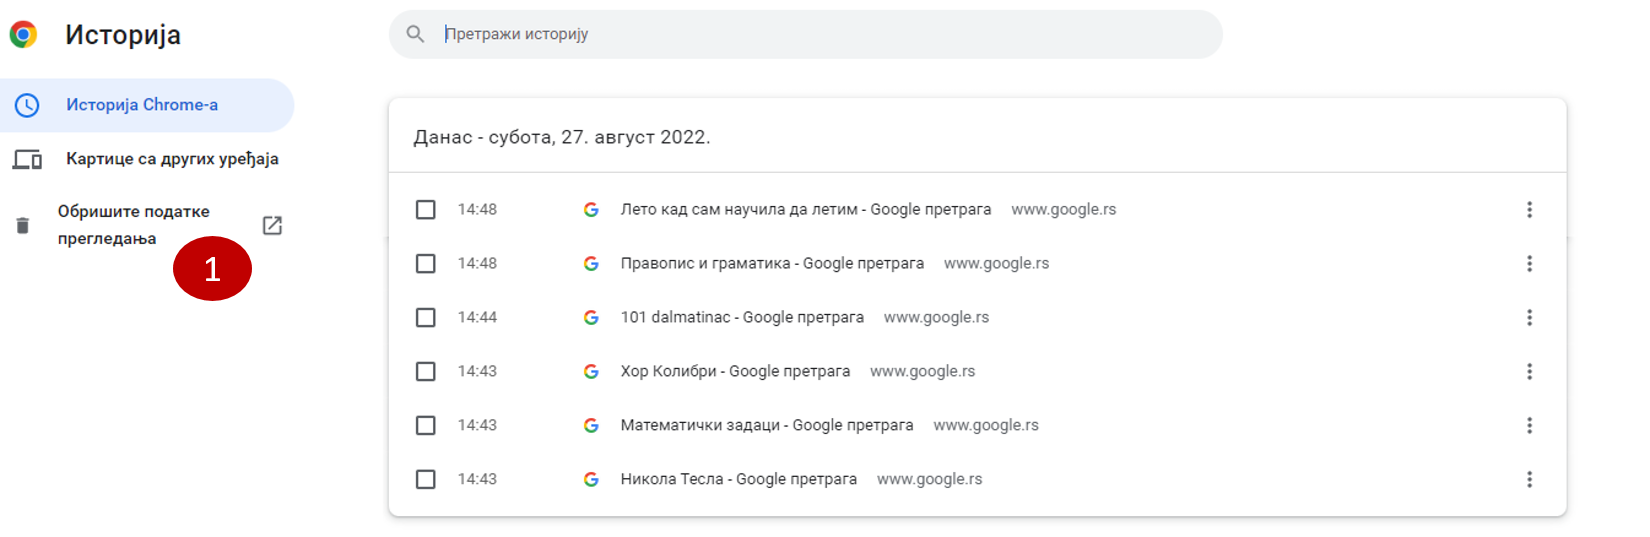 Историја
Претражи историју
Историја Chrome-а
Картице са других уређаја
Обришите податке
прегледања
1
Данас - субота, 27. август 2022.
14:48 Лето кад сам научила да летим - Google претрага www.google.rs
14:48 Правопис и граматика - Google претрага www.google.rs
14:44 101 dalmatinac - Google претрага www.google.rs
14:43 Хор Колибри - Google претрага www.google.rs
14:43 Математички задаци - Google претрага www.google.rs
14:43 Никола Тесла - Google претрага www.google.rs